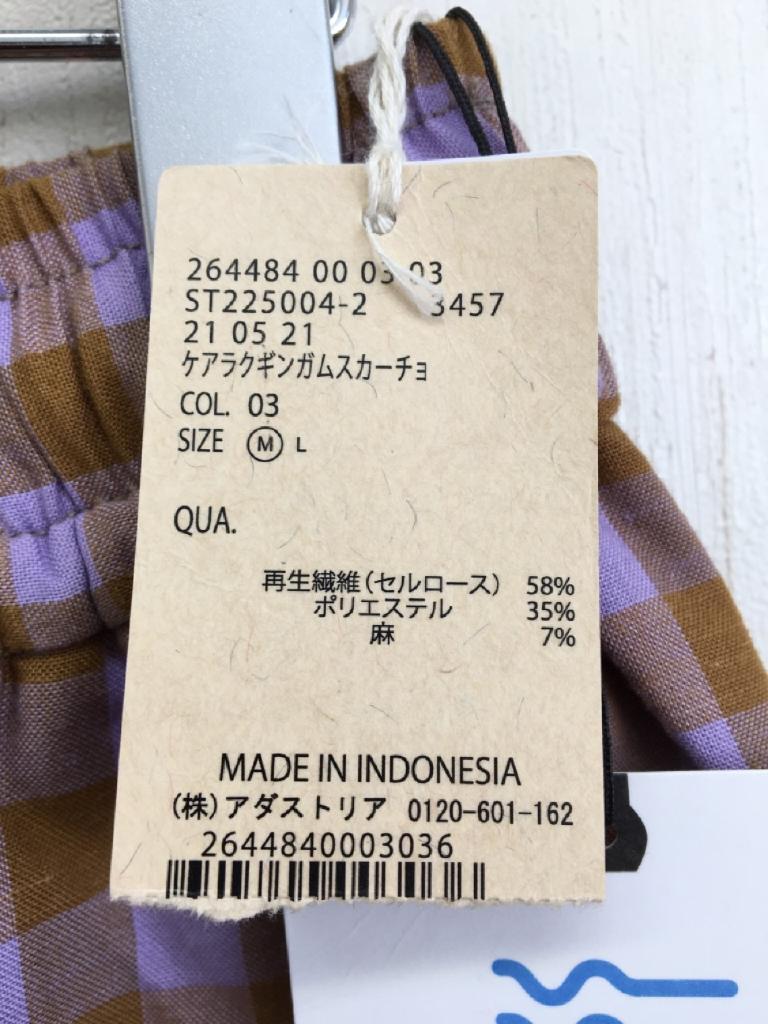 264484 00 03 03
ST225004-2 3457
21 05 21
ケアラクギンガムスカーチョ
COL. 03
SIZE M L
QUA.
再生繊維(セルロース) 58%
ポリエステル 35%
麻 7%
MADE IN INDONESIA
(株)アダストリア 0120-601-162
2644840003036